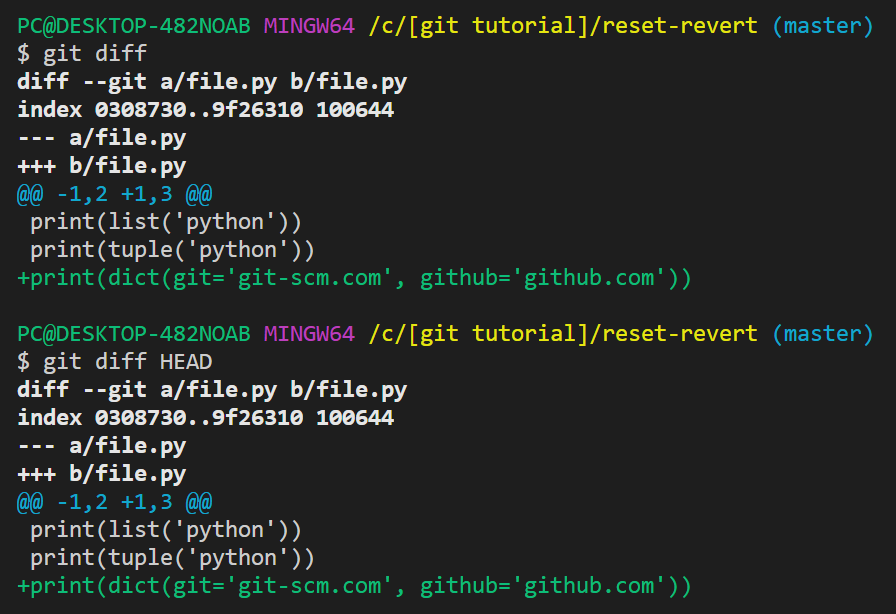 PC@DESKTOP-482NOAB MINGW64 /c/[git tutorial]/reset-revert (master)
$ git diff
diff --git a/file.py b/file.py
index 0308730..9f26310 100644
--- a/file.py
+++ b/file.py
@@ -1,2 +1,3 @@
 print(list('python'))
 print(tuple('python'))
+print(dict(git='git-scm.com', github='github.com'))

PC@DESKTOP-482NOAB MINGW64 /c/[git tutorial]/reset-revert (master)
$ git diff HEAD
diff --git a/file.py b/file.py
index 0308730..9f26310 100644
--- a/file.py
+++ b/file.py
@@ -1,2 +1,3 @@
 print(list('python'))
 print(tuple('python'))
+print(dict(git='git-scm.com', github='github.com'))